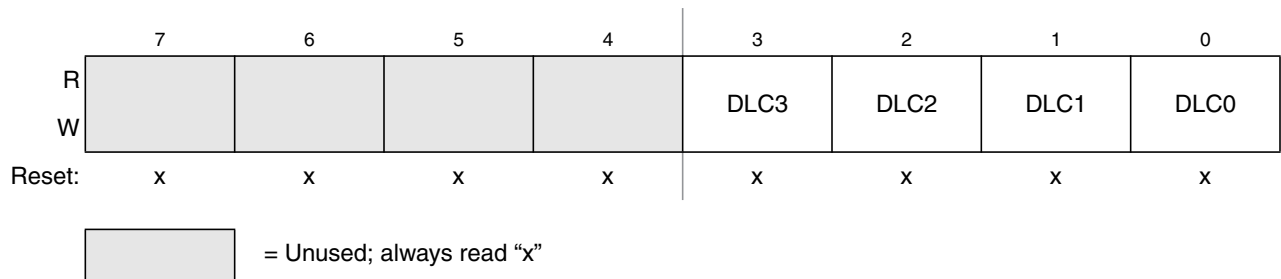 7 6 5 4 3 2 1 0
R
DLC3 DLC2 DLC1 DLC0
W
Reset: x x x x x x x x
= Unused; always read “x”